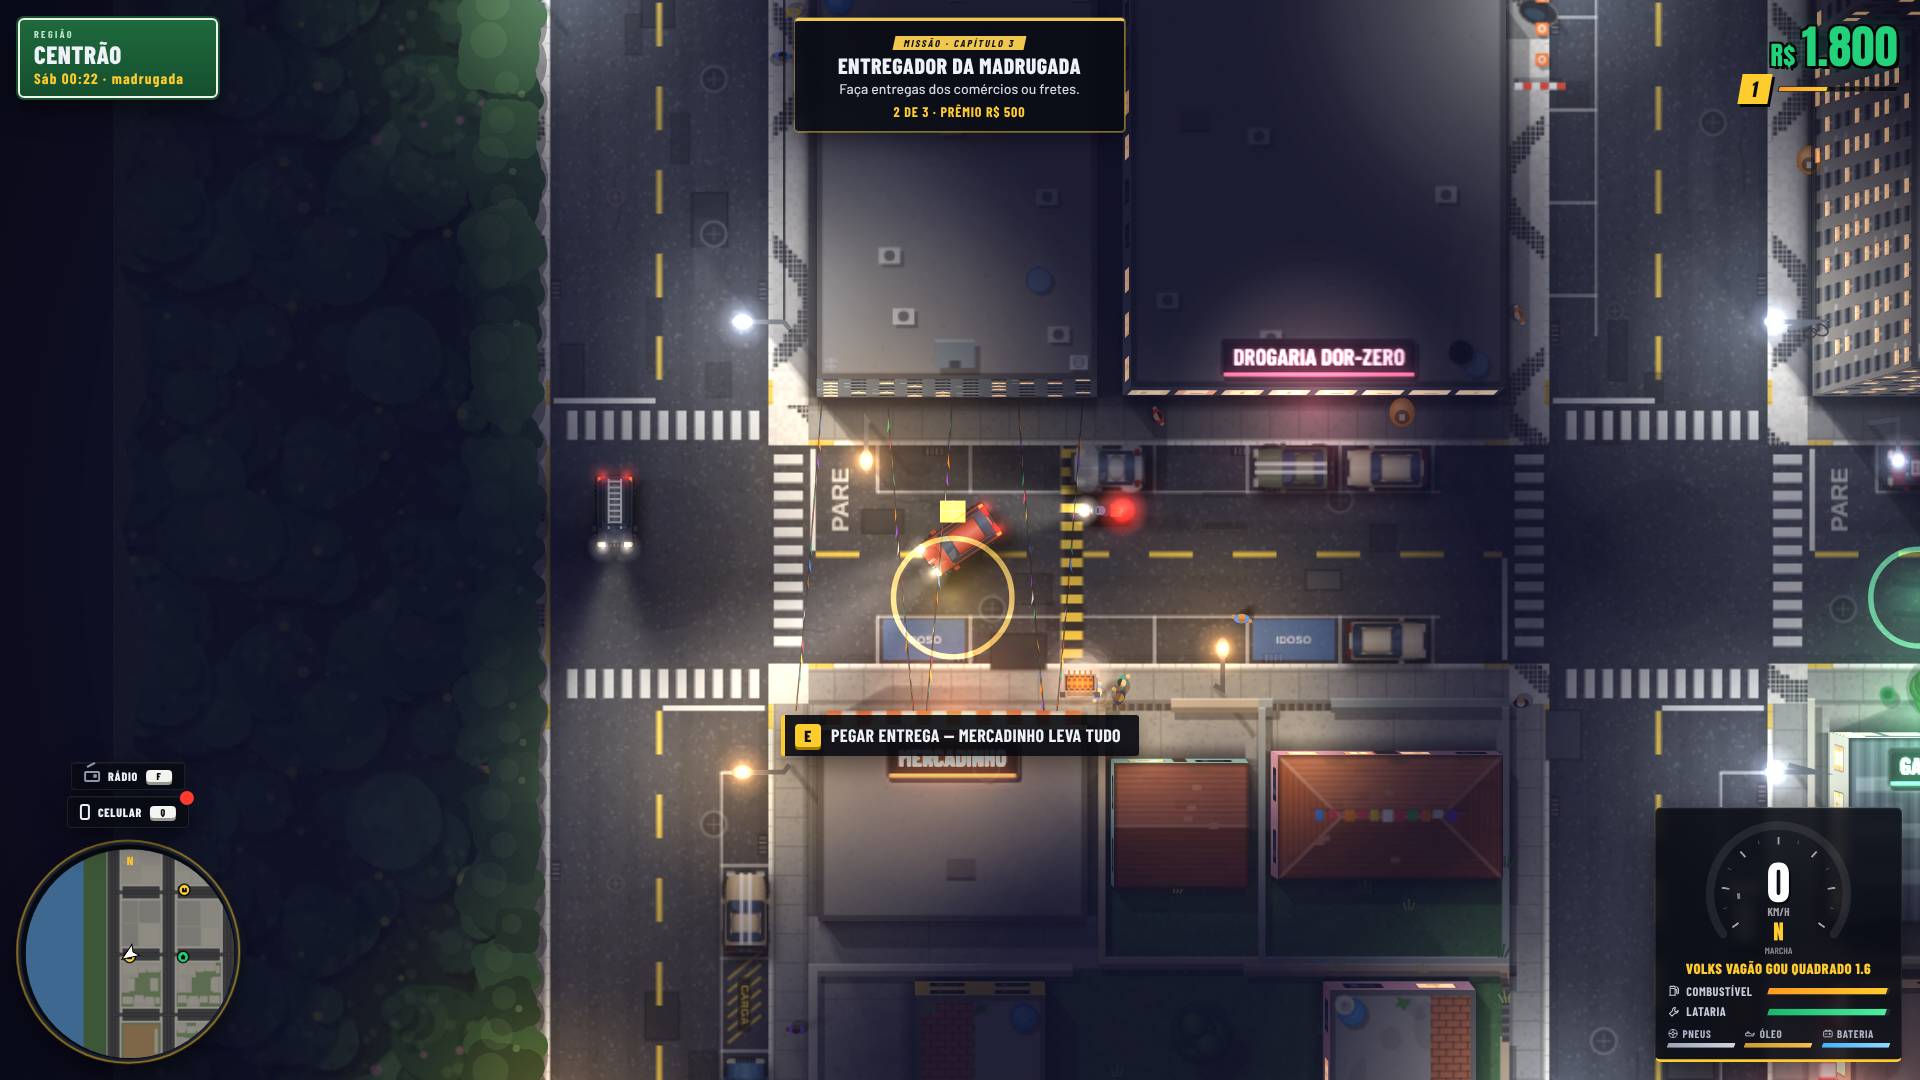 REGIÃO
CENTRÃO
Sáb 00:22 · madrugada
MISSÃO · CAPÍTULO 3
ENTREGADOR DA MADRUGADA
Faça entregas dos comércios ou fretes.
2 DE 3 · PRÊMIO R$ 500
R$ 1.800
1
DROGARIA DOR-ZERO
PARE
PARE
IDOSO
E PEGAR ENTREGA — MERCADINHO LEVA TUDO
MERCADINHO
RÁDIO F
CELULAR Q
N
CARGA
0
KM/H
N
MARCHA
VOLKS VAGÃO GOU QUADRADO 1.6
COMBUSTÍVEL
LATARIA
PNEUS ÓLEO BATERIA